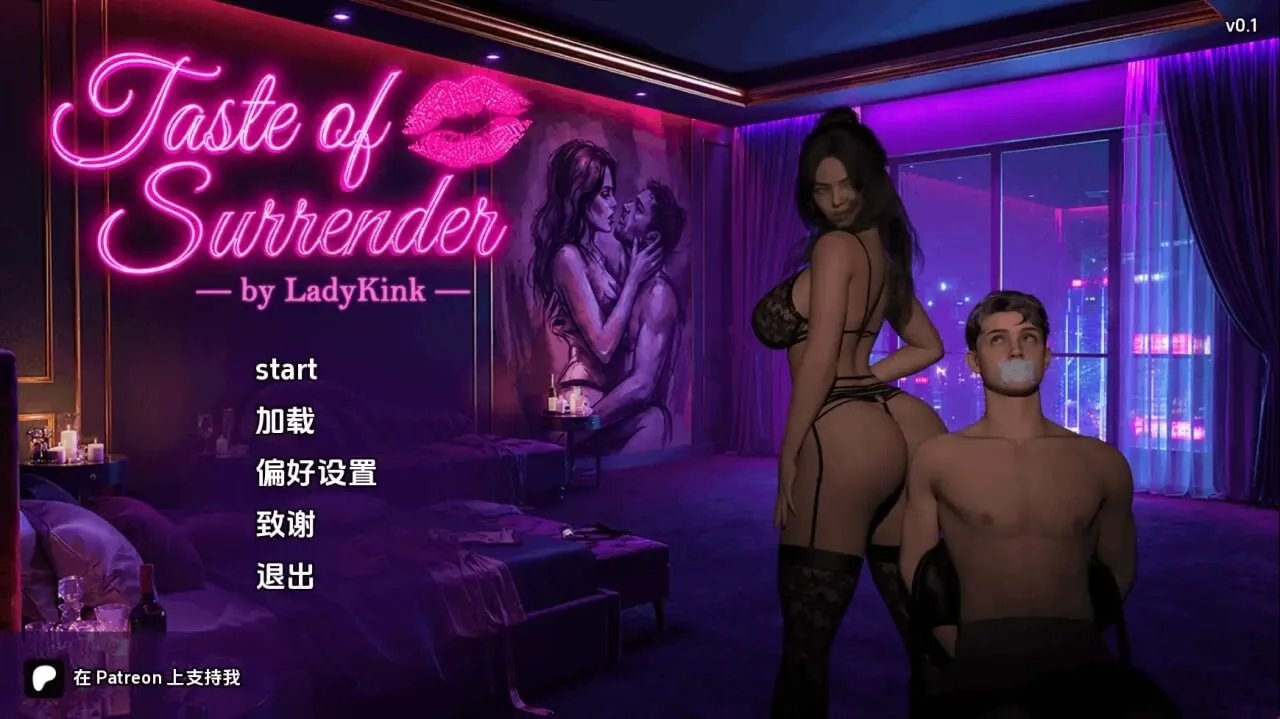 v0.1
Taste of
Surrender
— by LadyKink —
start
加载
偏好设置
致谢
退出
在 Patreon 上支持我